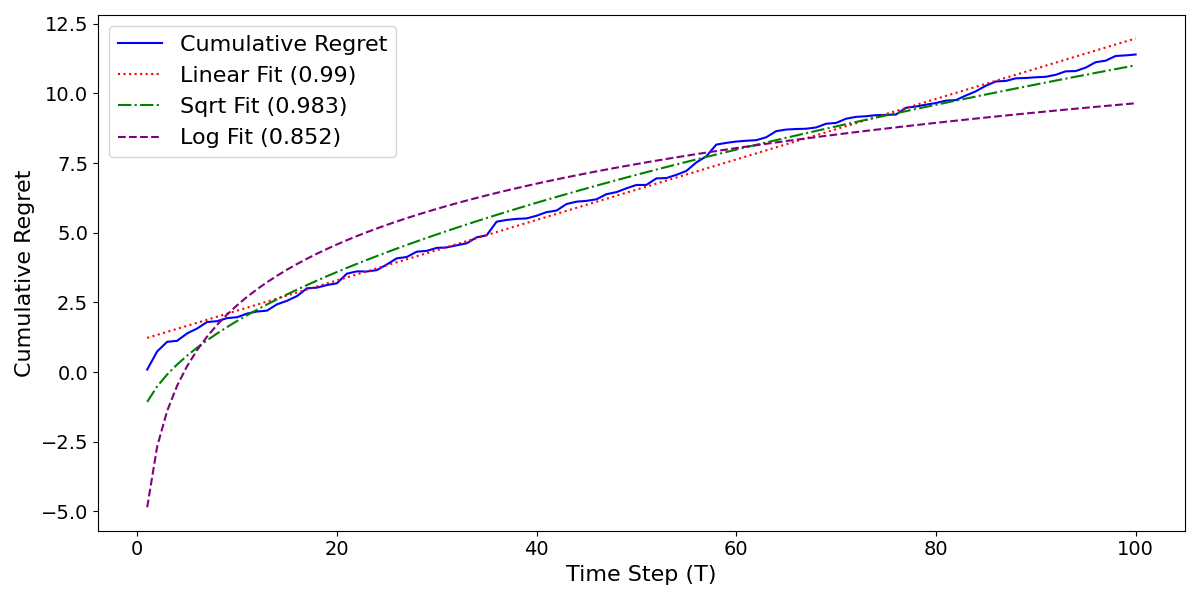 12.5
10.0
7.5
5.0
2.5
0.0
−2.5
−5.0
Cumulative Regret
Cumulative Regret
Linear Fit (0.99)
Sqrt Fit (0.983)
Log Fit (0.852)
0 20 40 60 80 100
Time Step (T)